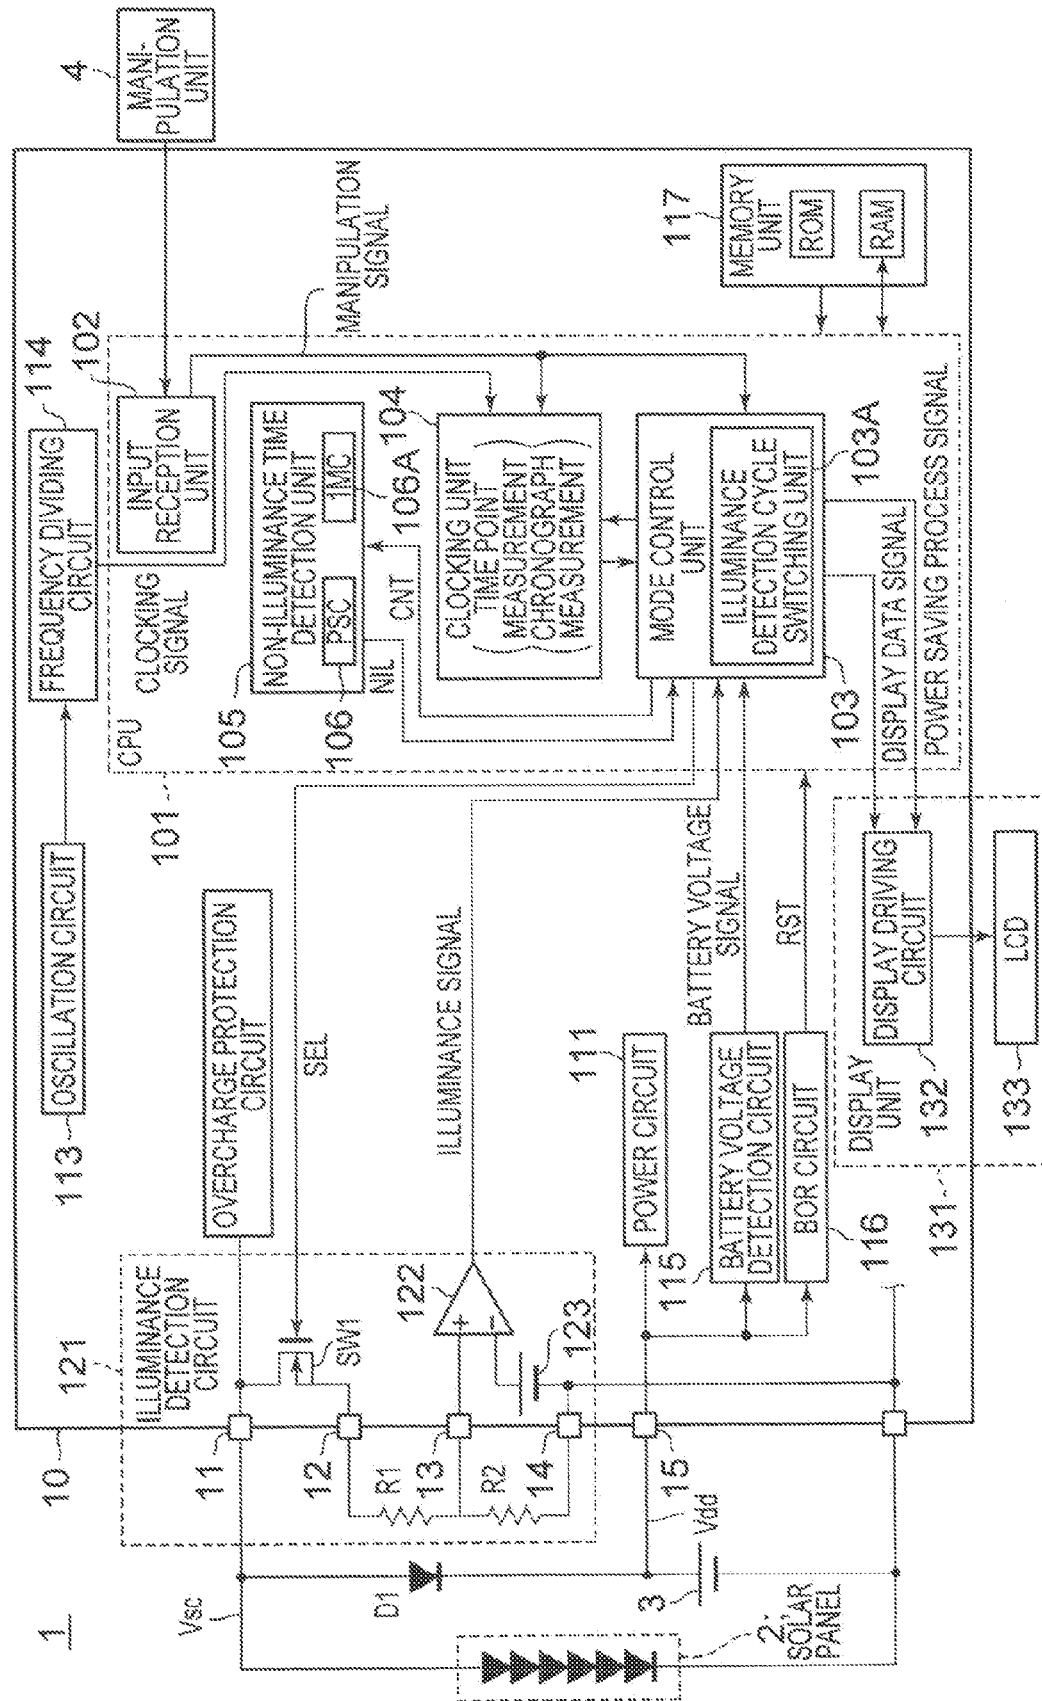 1
10
121
ILLUMINANCE
DETECTION
CIRCUIT
113
OSCILLATION CIRCUIT
FREQUENCY DIVIDING
CIRCUIT
114
4
MANI-
PULATION
UNIT
OVERCHARGE PROTECTION
CIRCUIT
101
CPU
CLOCKING
SIGNAL
INPUT
RECEPTION
UNIT
102
MANIPULATION
SIGNAL
105
NON-ILLUMINANCE TIME
DETECTION UNIT
PSC
1MC
106
106A
NIL
CNT
104
CLOCKING UNIT
TIME POINT
MEASUREMENT
CHRONOGRAPH
MEASUREMENT
MODE CONTROL
UNIT
ILLUMINANCE
DETECTION CYCLE
SWITCHING UNIT
103
103A
117
MEMORY
UNIT
ROM
RAM
DISPLAY DATA SIGNAL
POWER SAVING PROCESS SIGNAL
SEL
ILLUMINANCE SIGNAL
BATTERY VOLTAGE
SIGNAL
RST
Vsc
11
SW1
12
R1
13
122
+
−
123
R2
14
D1
15
Vdd
3
2:
SOLAR
PANEL
111
POWER CIRCUIT
115
115
BATTERY VOLTAGE
DETECTION CIRCUIT
BOR CIRCUIT
116
131
DISPLAY
UNIT
DISPLAY DRIVING
CIRCUIT
132
LCD
133